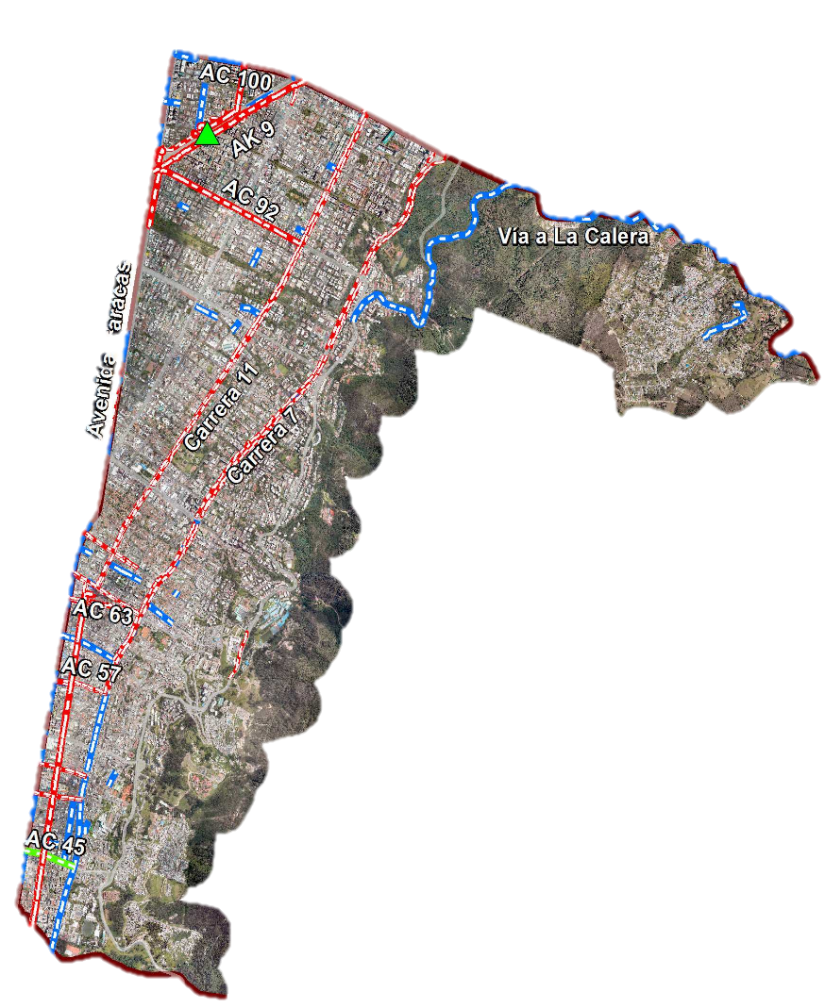 AC 100
AK 9
AC 92
Vía a La Calera
Avenida aracas
Carrera 11
Carrera 7
AC 63
AC 57
AC 45